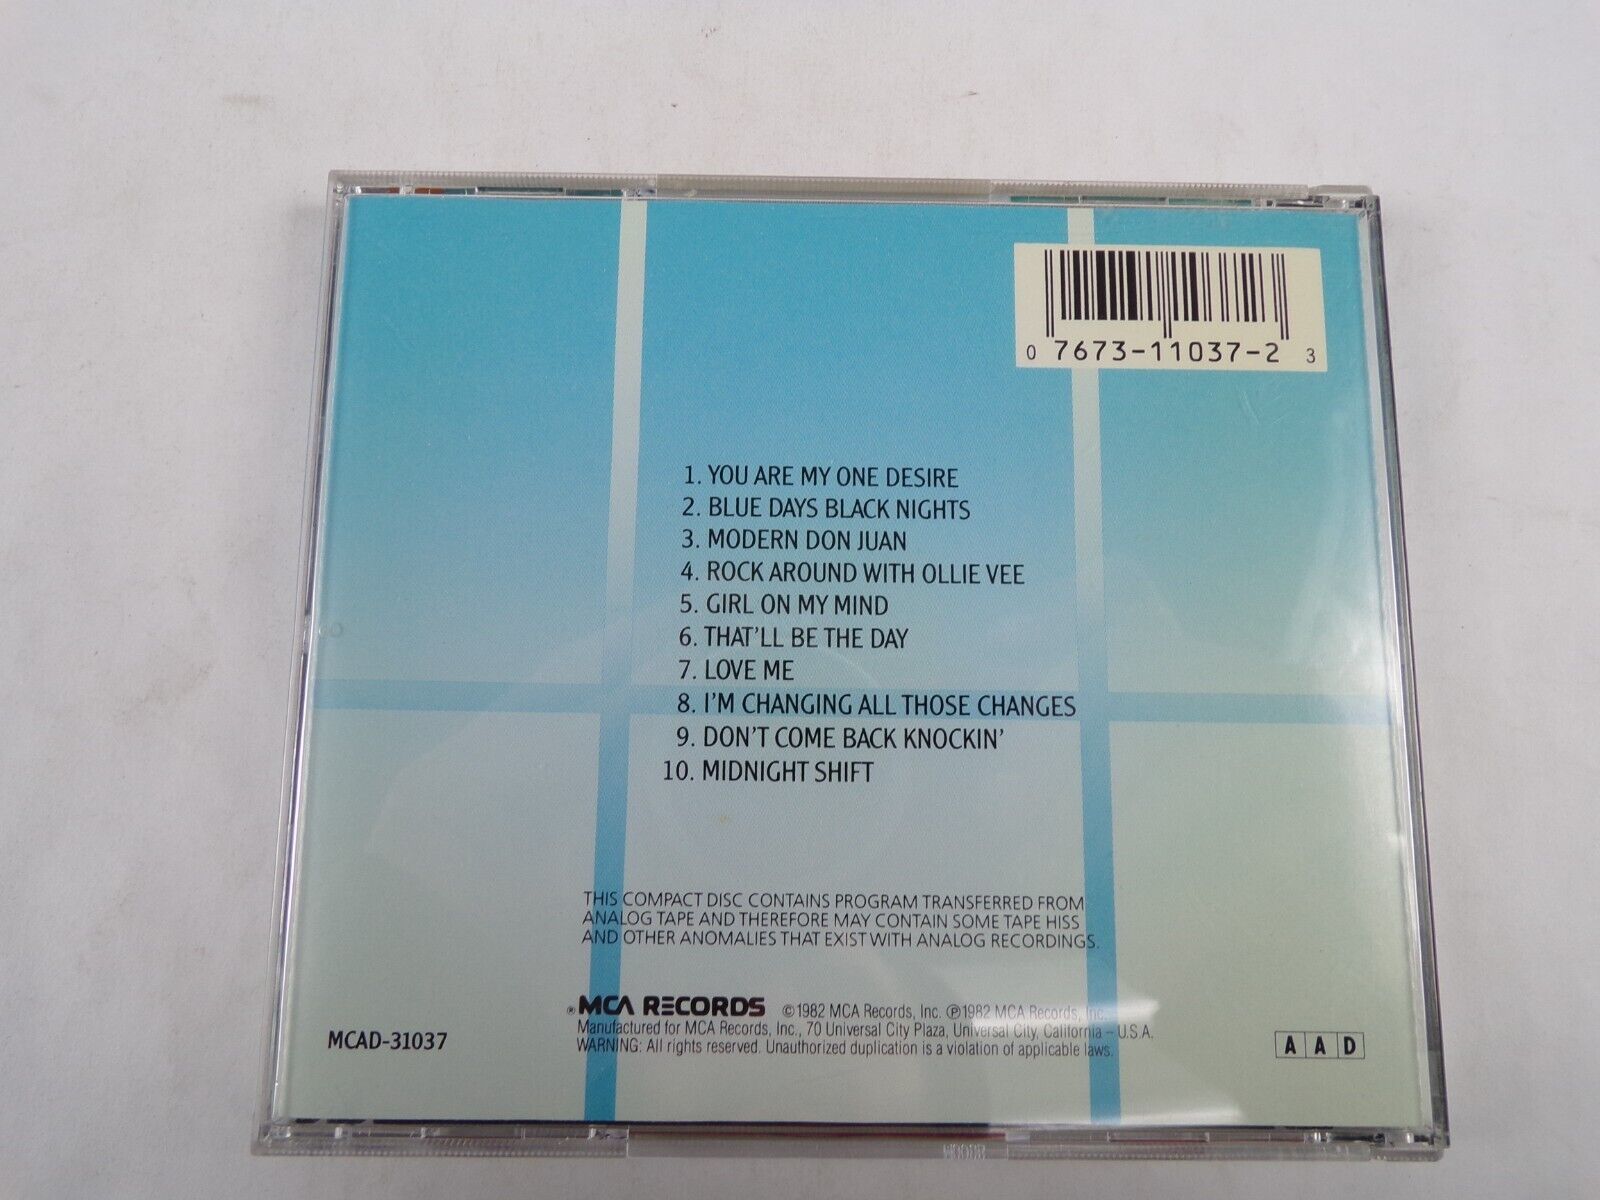 0 7673-11037-2 3
1. YOU ARE MY ONE DESIRE
2. BLUE DAYS BLACK NIGHTS
3. MODERN DON JUAN
4. ROCK AROUND WITH OLLIE VEE
5. GIRL ON MY MIND
6. THAT'LL BE THE DAY
7. LOVE ME
8. I'M CHANGING ALL THOSE CHANGES
9. DON'T COME BACK KNOCKIN'
10. MIDNIGHT SHIFT
THIS COMPACT DISC CONTAINS PROGRAM TRANSFERRED FROM
ANALOG TAPE AND THEREFORE MAY CONTAIN SOME TAPE HISS
AND OTHER ANOMALIES THAT EXIST WITH ANALOG RECORDINGS.
® MCA RECORDS ©1982 MCA Records, Inc. ℗1982 MCA Records, Inc.
Manufactured for MCA Records, Inc., 70 Universal City Plaza, Universal City, California – U.S.A.
WARNING: All rights reserved. Unauthorized duplication is a violation of applicable laws.
MCAD-31037
A A D